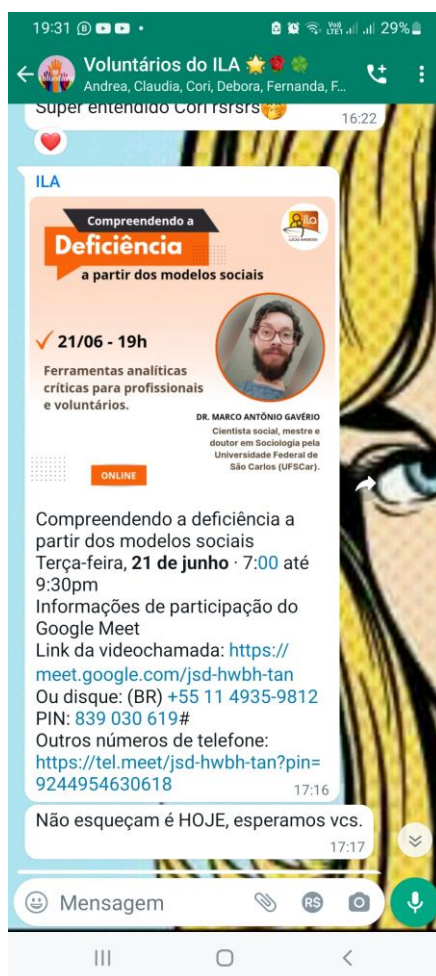 19:31
29%
Voluntários do ILA
Andrea, Claudia, Cori, Debora, Fernanda, F...
Super entendido Cori rsrsrs
16:22
ILA
Compreendendo a
Deficiência
a partir dos modelos sociais
21/06 - 19h
Ferramentas analíticas
críticas para profissionais
e voluntários.
DR. MARCO ANTÔNIO GAVÉRIO
Cientista social, mestre e
doutor em Sociologia pela
Universidade Federal de
São Carlos (UFSCar).
ONLINE
Compreendendo a deficiência a
partir dos modelos sociais
Terça-feira, 21 de junho · 7:00 até
9:30pm
Informações de participação do
Google Meet
Link da videochamada: https://
meet.google.com/jsd-hwbh-tan
Ou disque: (BR) +55 11 4935-9812
PIN: 839 030 619#
Outros números de telefone:
https://tel.meet/jsd-hwbh-tan?pin=
9244954630618
17:16
Não esqueçam é HOJE, esperamos vcs.
17:17
Mensagem
R$